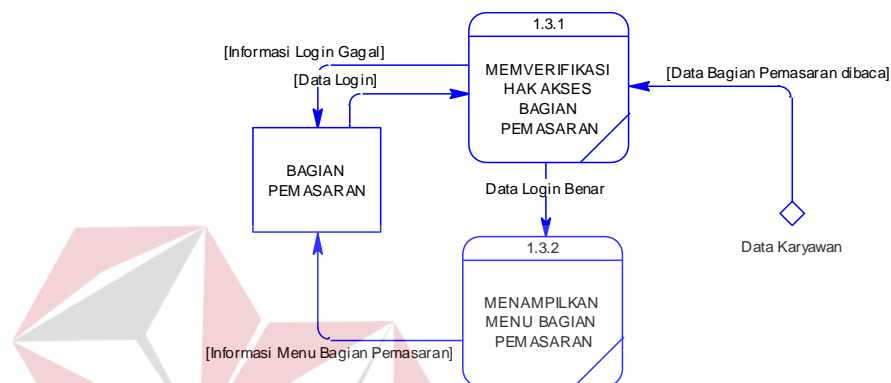 1.3.1
[Informasi Login Gagal]
[Data Login]
MEMVERIFIKASI
HAK AKSES
BAGIAN
PEMASARAN
[Data Bagian Pemasaran dibaca]
BAGIAN
PEMASARAN
Data Login Benar
1.3.2
Data Karyawan
MENAMPILKAN
MENU BAGIAN
PEMASARAN
[Informasi Menu Bagian Pemasaran]